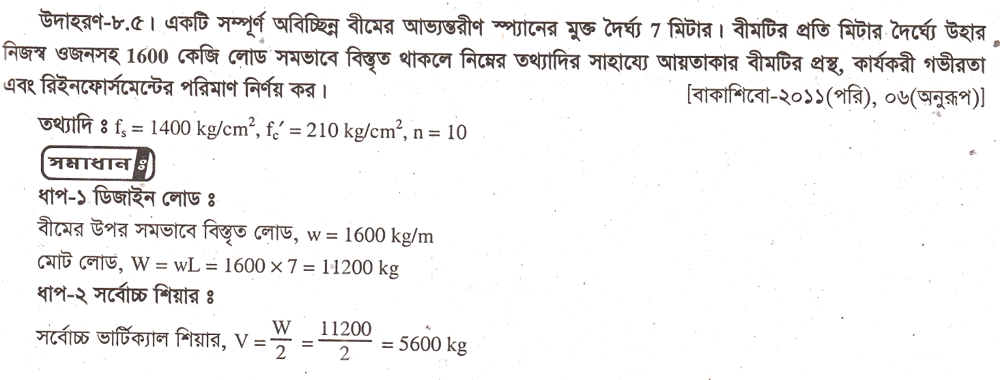 উদাহরণ-৮.৫। একটি সম্পূর্ণ অবিচ্ছিন্ন বীমের আভ্যন্তরীণ স্প্যানের মুক্ত দৈর্ঘ্য 7 মিটার। বীমটির প্রতি মিটার দৈর্ঘ্যে উহার
নিজস্ব ওজনসহ 1600 কেজি লোড সমভাবে বিস্তৃত থাকলে নিম্নের তথ্যাদির সাহায্যে আয়তাকার বীমটির প্রস্থ, কার্যকরী গভীরতা
এবং রিইনফোর্সমেন্টের পরিমাণ নির্ণয় কর। [বাকাশিবো-২০১১(পরি), ০৬(অনুরূপ)]
তথ্যাদি ঃ fₛ = 1400 kg/cm², f꜀′ = 210 kg/cm², n = 10
সমাধান ঃ
ধাপ-১ ডিজাইন লোড ঃ
বীমের উপর সমভাবে বিস্তৃত লোড, w = 1600 kg/m
মোট লোড, W = wL = 1600 × 7 = 11200 kg
ধাপ-২ সর্বোচ্চ শিয়ার ঃ
সর্বোচ্চ ভার্টিক্যাল শিয়ার, V = W/2 = 11200/2 = 5600 kg